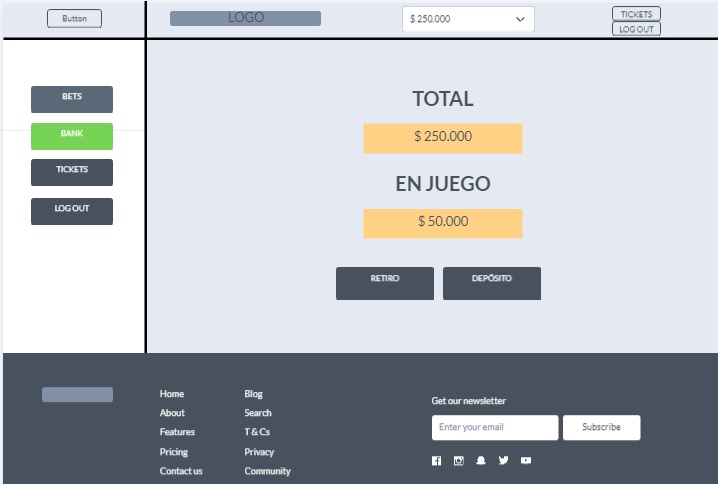 Button
LOGO
$ 250.000
TICKETS
LOG OUT
BETS
BANK
TICKETS
LOG OUT
TOTAL
$ 250.000
EN JUEGO
$ 50.000
RETIRO
DEPÓSITO
Home
About
Features
Pricing
Contact us
Blog
Search
T & Cs
Privacy
Community
Get our newsletter
Enter your email
Subscribe